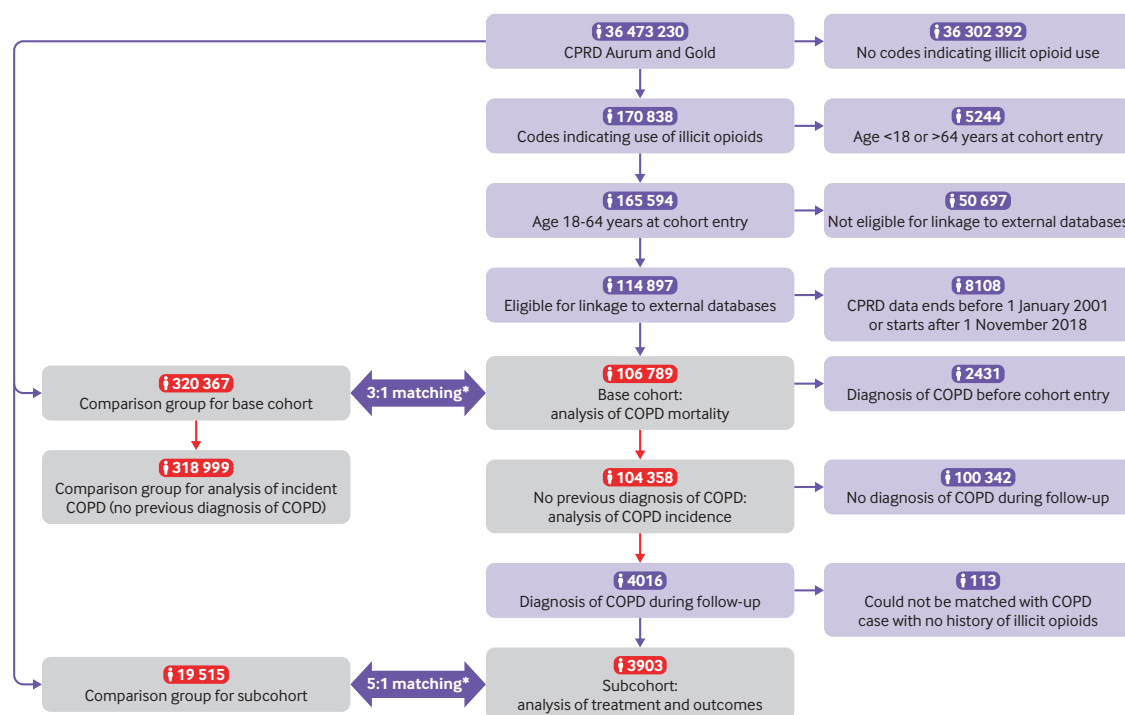 36 473 230
CPRD Aurum and Gold
36 302 392
No codes indicating illicit opioid use
170 838
Codes indicating use of illicit opioids
5244
Age <18 or >64 years at cohort entry
165 594
Age 18-64 years at cohort entry
50 697
Not eligible for linkage to external databases
114 897
Eligible for linkage to external databases
8108
CPRD data ends before 1 January 2001
or starts after 1 November 2018
320 367
Comparison group for base cohort
3:1 matching*
106 789
Base cohort:
analysis of COPD mortality
2431
Diagnosis of COPD before cohort entry
318 999
Comparison group for analysis of incident
COPD (no previous diagnosis of COPD)
104 358
No previous diagnosis of COPD:
analysis of COPD incidence
100 342
No diagnosis of COPD during follow-up
4016
Diagnosis of COPD during follow-up
113
Could not be matched with COPD
case with no history of illicit opioids
19 515
Comparison group for subcohort
5:1 matching*
3903
Subcohort:
analysis of treatment and outcomes